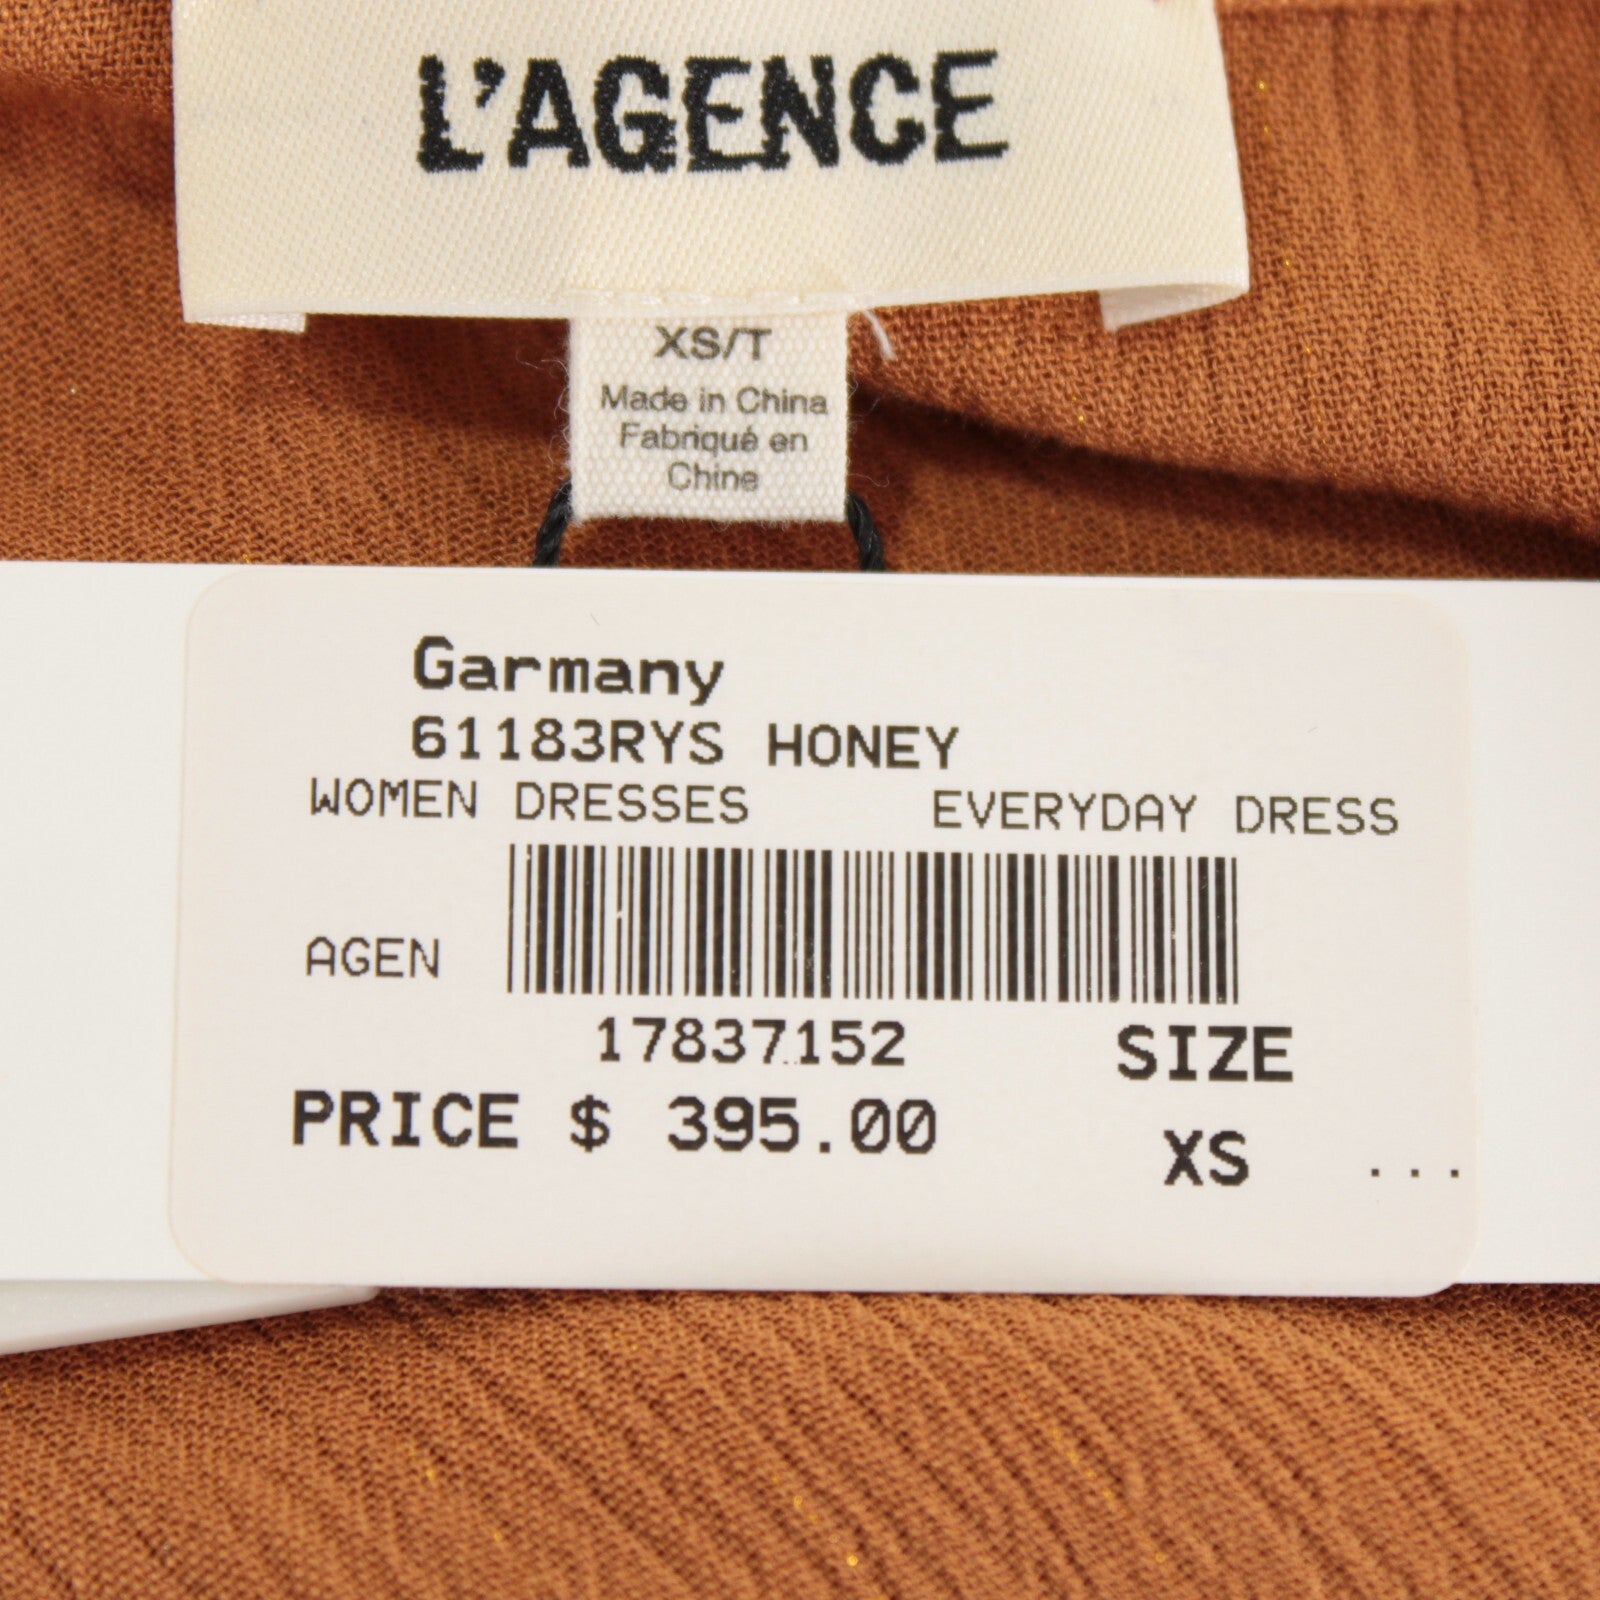 L'AGENCE
XS/T
Made in China
Fabriqué en
Chine
Garmany
61183RYS HONEY
WOMEN DRESSES EVERYDAY DRESS
AGEN
17837152 SIZE
PRICE $ 395.00 XS ...